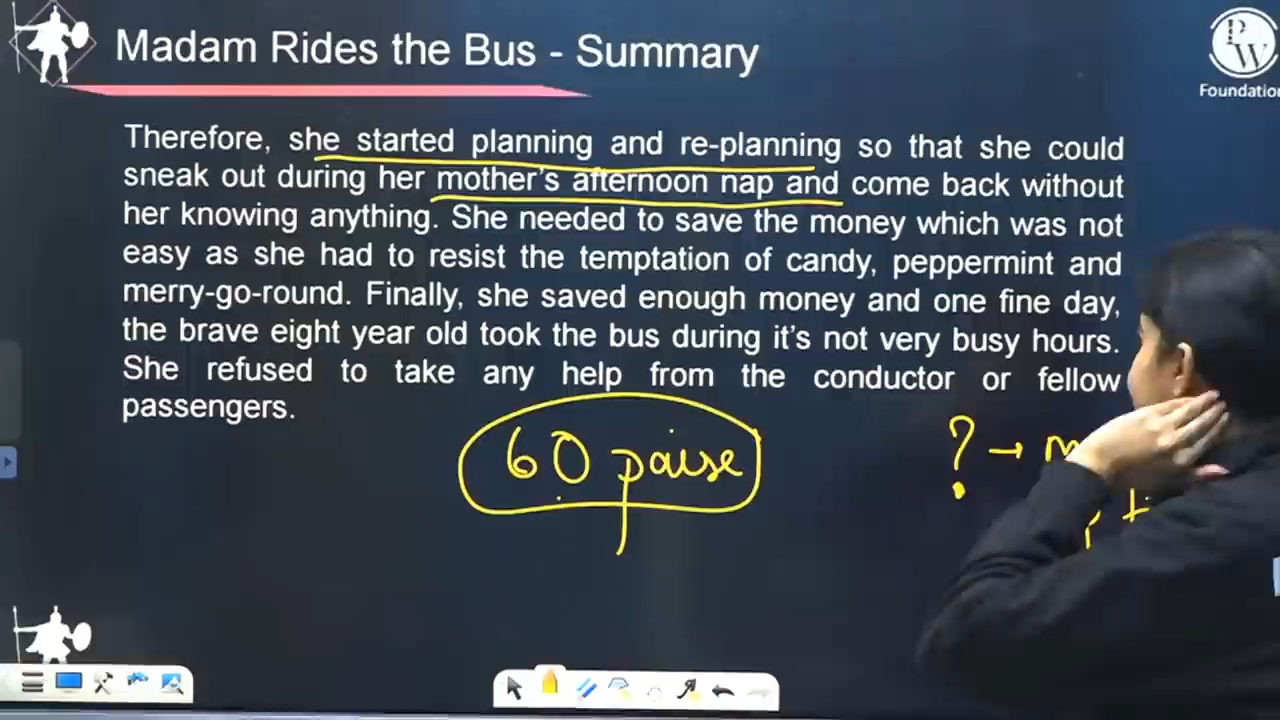 Madam Rides the Bus - Summary
PW
Foundation
Therefore, she started planning and re-planning so that she could
sneak out during her mother's afternoon nap and come back without
her knowing anything. She needed to save the money which was not
easy as she had to resist the temptation of candy, peppermint and
merry-go-round. Finally, she saved enough money and one fine day,
the brave eight year old took the bus during it's not very busy hours.
She refused to take any help from the conductor or fellow
passengers.
60 paise
? →